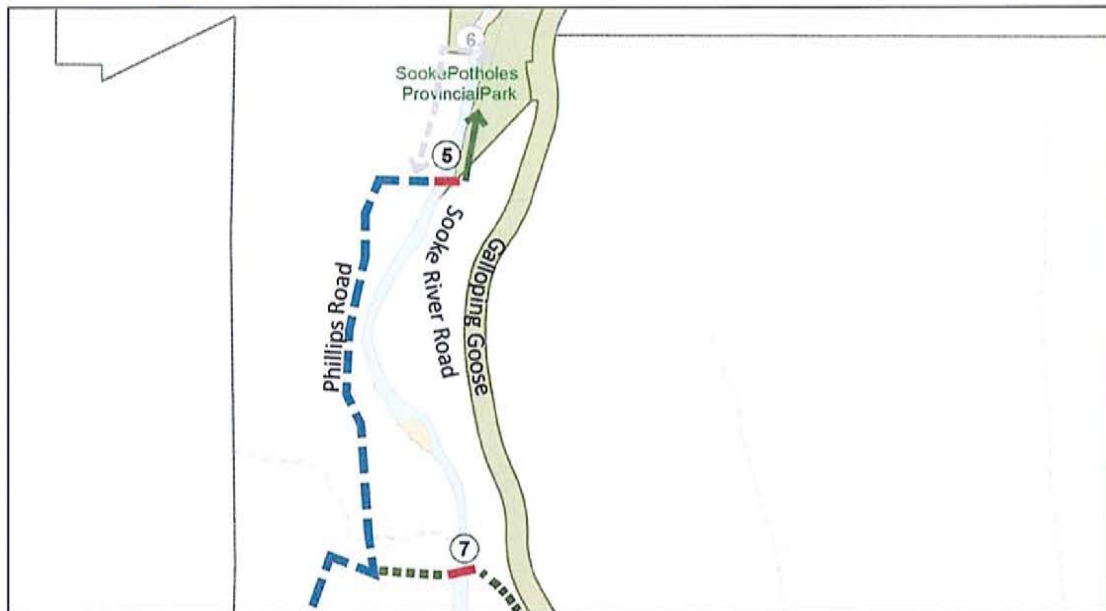 6
SookePotholes
ProvincialPark
5
Sooke River Road
Galloping Goose
Phillips Road
7